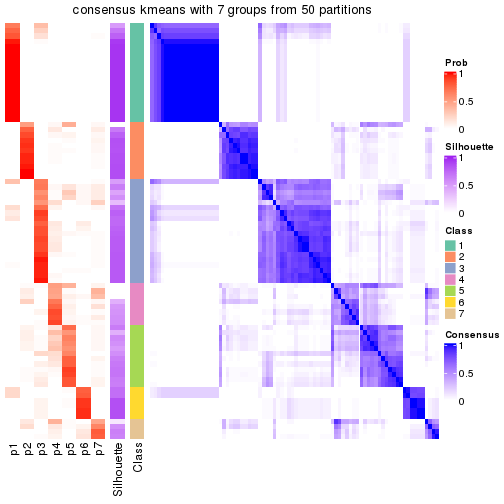 consensus kmeans with 7 groups from 50 partitions
Prob
1
0.5
0
Silhouette
1
0.5
0
Class
1
2
3
4
5
6
7
Consensus
1
0.5
0
p1
p2
p3
p4
p5
p6
p7
Silhouette
Class